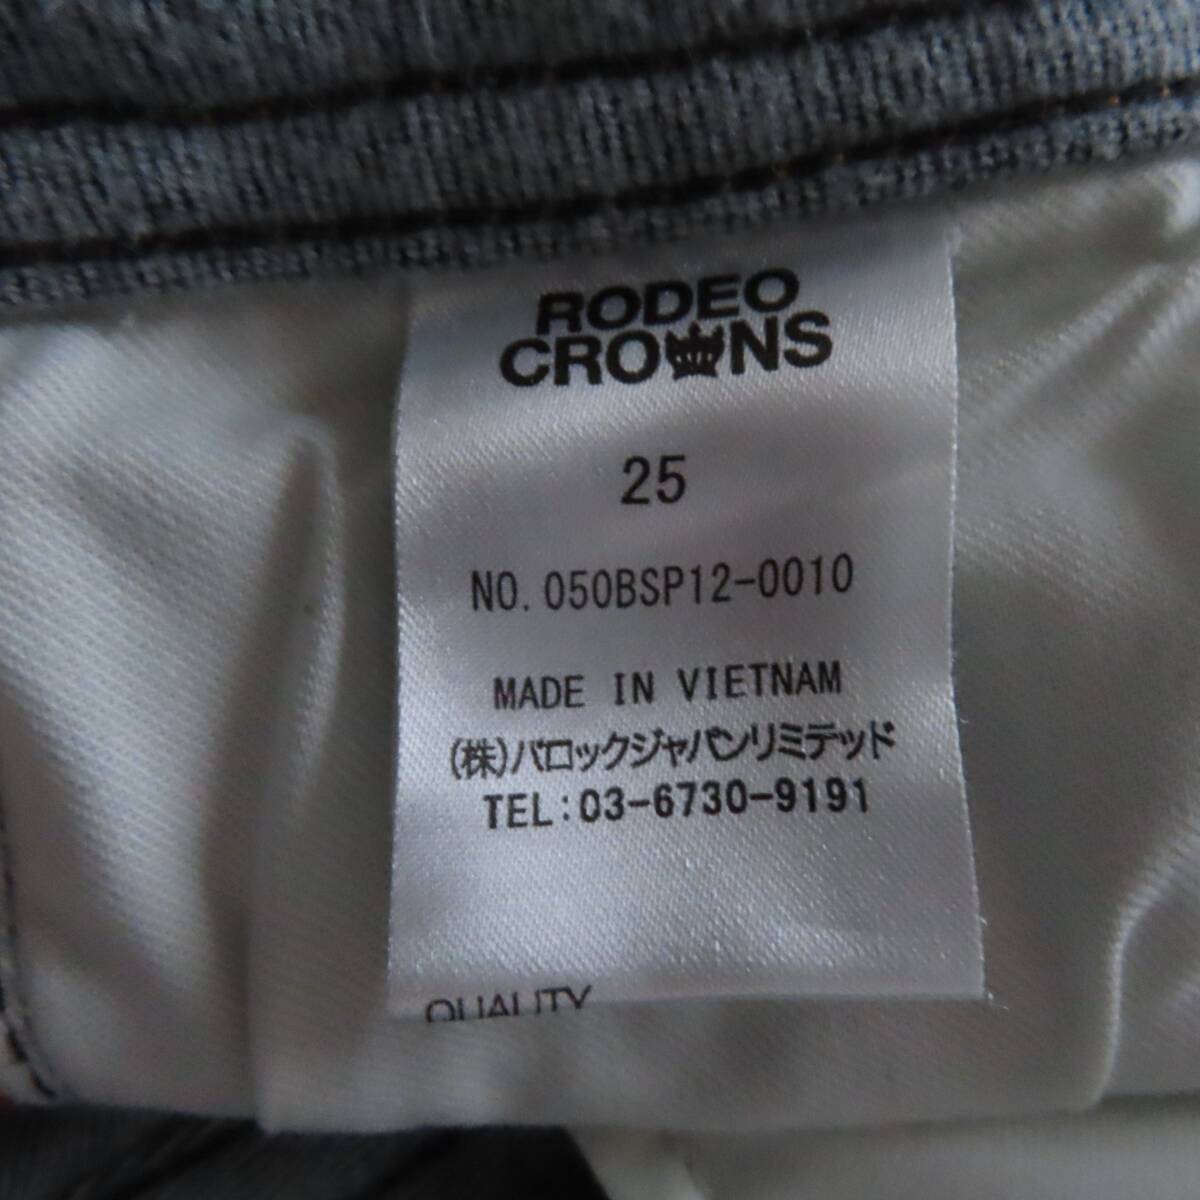 RODEO
CROWNS
25
NO. 050BSP12-0010
MADE IN VIETNAM
(株)バロックジャパンリミテッド
TEL:03-6730-9191
QUALITY